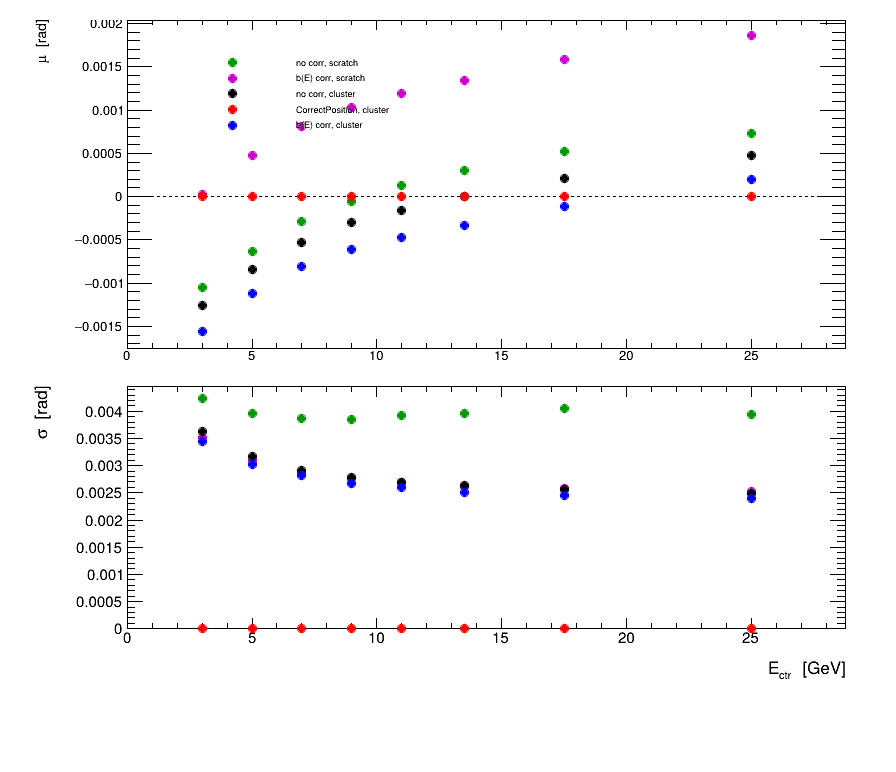 μ [rad]
0.002
0.0015
0.001
0.0005
0
−0.0005
−0.001
−0.0015
no corr, scratch
b(E) corr, scratch
no corr, cluster
CorrectPosition, cluster
b(E) corr, cluster
0 5 10 15 20 25
σ [rad]
0.004
0.0035
0.003
0.0025
0.002
0.0015
0.001
0.0005
0
0 5 10 15 20 25
E_ctr [GeV]